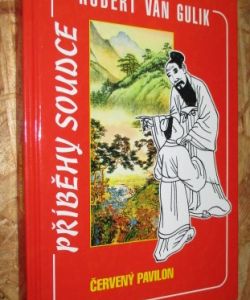 ROBERT VAN GULIK
PŘÍBĚHY SOUDCE
ČERVENÝ PAVILON